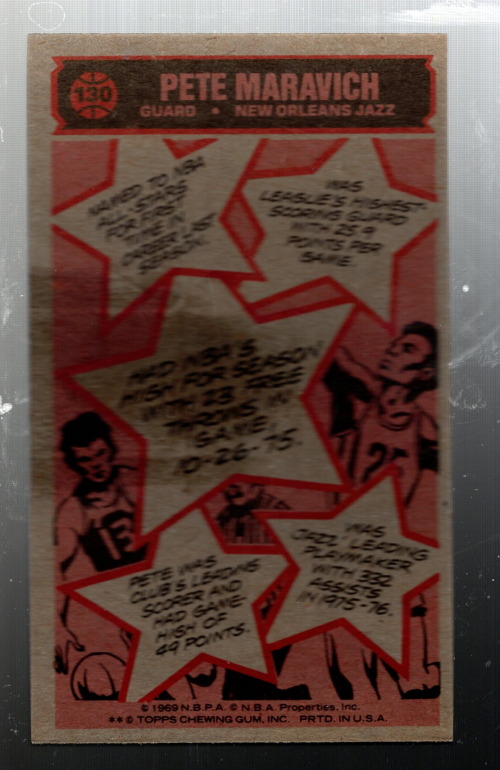 130
PETE MARAVICH
GUARD • NEW ORLEANS JAZZ
NAMED TO NBA
ALL-STARS
FOR FIRST
TIME IN
CAREER LAST
SEASON.
WAS
LEAGUE'S HIGHEST-
SCORING GUARD
WITH 25.9
POINTS PER
GAME.
HAD NBA'S
HIGH FOR SEASON
WITH 23 FREE
THROWS IN
GAME,
10-26-75.
WAS
JAZZ LEADING
PLAYMAKER
WITH 332
ASSISTS
IN 1975-76.
PETE WAS
CLUB'S LEADING
SCORER AND
HAD GAME-
HIGH OF
49 POINTS.
13
© 1969 N.B.P.A. © N.B.A. Properties, Inc.
** © TOPPS CHEWING GUM, INC. PRTD. IN U.S.A.